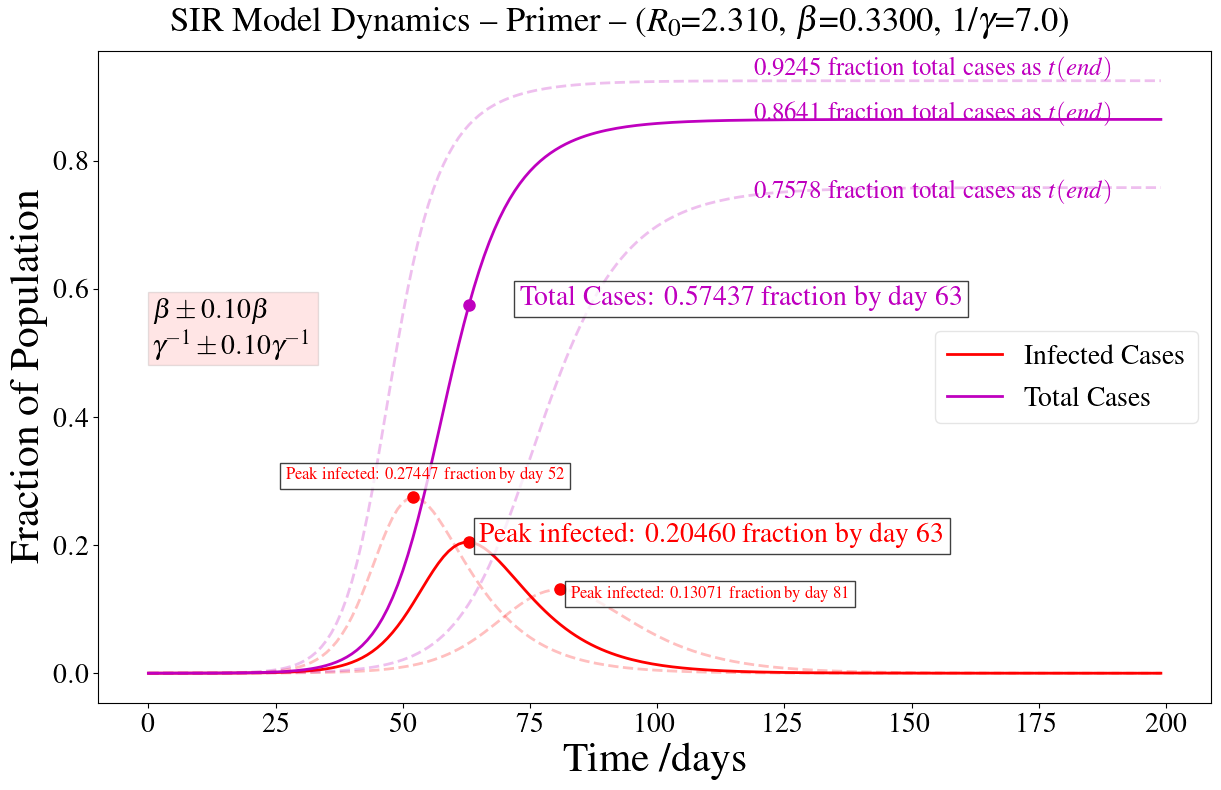 SIR Model Dynamics – Primer – (R₀=2.310, β=0.3300, 1/γ=7.0)
0.9245 fraction total cases as t(end)
0.8641 fraction total cases as t(end)
0.7578 fraction total cases as t(end)
Total Cases: 0.57437 fraction by day 63
β ± 0.10β
γ⁻¹ ± 0.10γ⁻¹
Infected Cases
Total Cases
Peak infected: 0.27447 fraction by day 52
Peak infected: 0.20460 fraction by day 63
Peak infected: 0.13071 fraction by day 81
Fraction of Population
0.8
0.6
0.4
0.2
0.0
0 25 50 75 100 125 150 175 200
Time /days